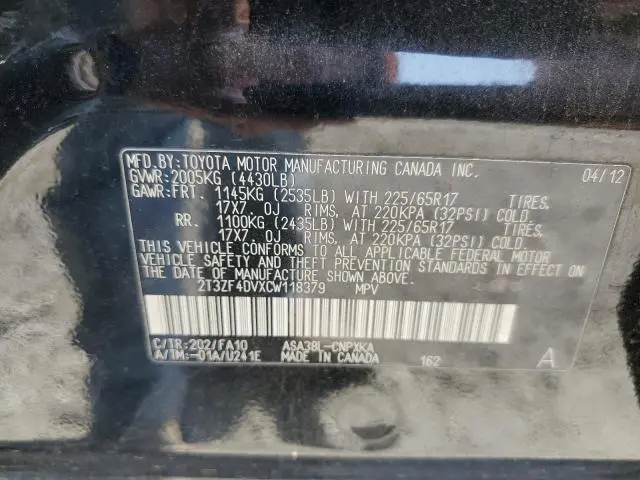 MFD.BY:TOYOTA MOTOR MANUFACTURING CANADA INC. 04/12
GVWR:2005KG (4430LB)
GAWR:FRT. 1145KG (2535LB) WITH 225/65R17 TIRES,
17X7.0J RIMS, AT 220KPA (32PSI) COLD.
RR. 1100KG (2435LB) WITH 225/65R17 TIRES,
17X7.0J RIMS, AT 220KPA (32PSI) COLD.
THIS VEHICLE CONFORMS TO ALL APPLICABLE FEDERAL MOTOR
VEHICLE SAFETY AND THEFT PREVENTION STANDARDS IN EFFECT ON
THE DATE OF MANUFACTURE SHOWN ABOVE.
2T3ZF4DVXCW118379 MPV
C/TR:202/FA10 ASA38L-CNPXKA
A/TM:-01A/U241E MADE IN CANADA 162 A